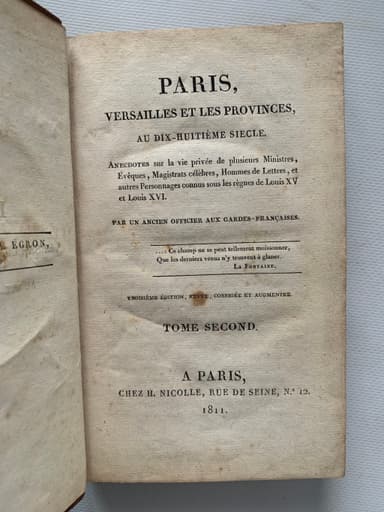 ÉGRON,
PARIS,
VERSAILLES ET LES PROVINCES,
AU DIX-HUITIÈME SIECLE.
ANECDOTES sur la vie privée de plusieurs Ministres,
Evêques, Magistrats célèbres, Hommes de Lettres, et
autres Personnages connus sous les règnes de Louis XV
et Louis XVI.
PAR UN ANCIEN OFFICIER AUX GARDES-FRANÇAISES.
.... Ce champ ne se peut tellement moissonner,
Que les derniers venus n'y trouvent à glaner.
LA FONTAINE.
TROISIÈME ÉDITION, REVUE, CORRIGÉE ET AUGMENTÉE.
TOME SECOND.
A PARIS,
CHEZ H. NICOLLE, RUE DE SEINE, N.° 12.
1811.